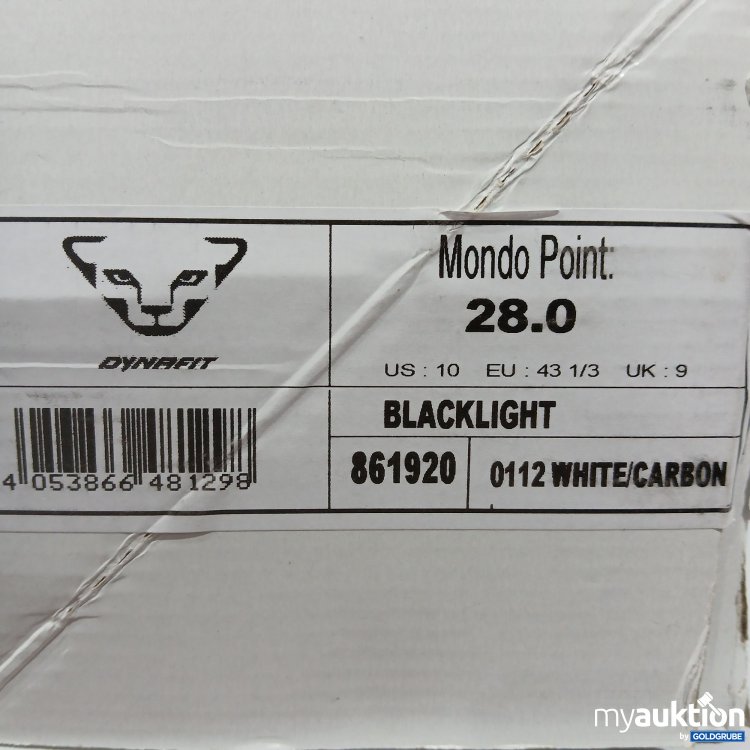 DYNAFIT
Mondo Point:
28.0
US : 10 EU : 43 1/3 UK : 9
BLACKLIGHT
861920 0112 WHITE/CARBON
4 053866 481298
myauktion
by GOLDGRUBE